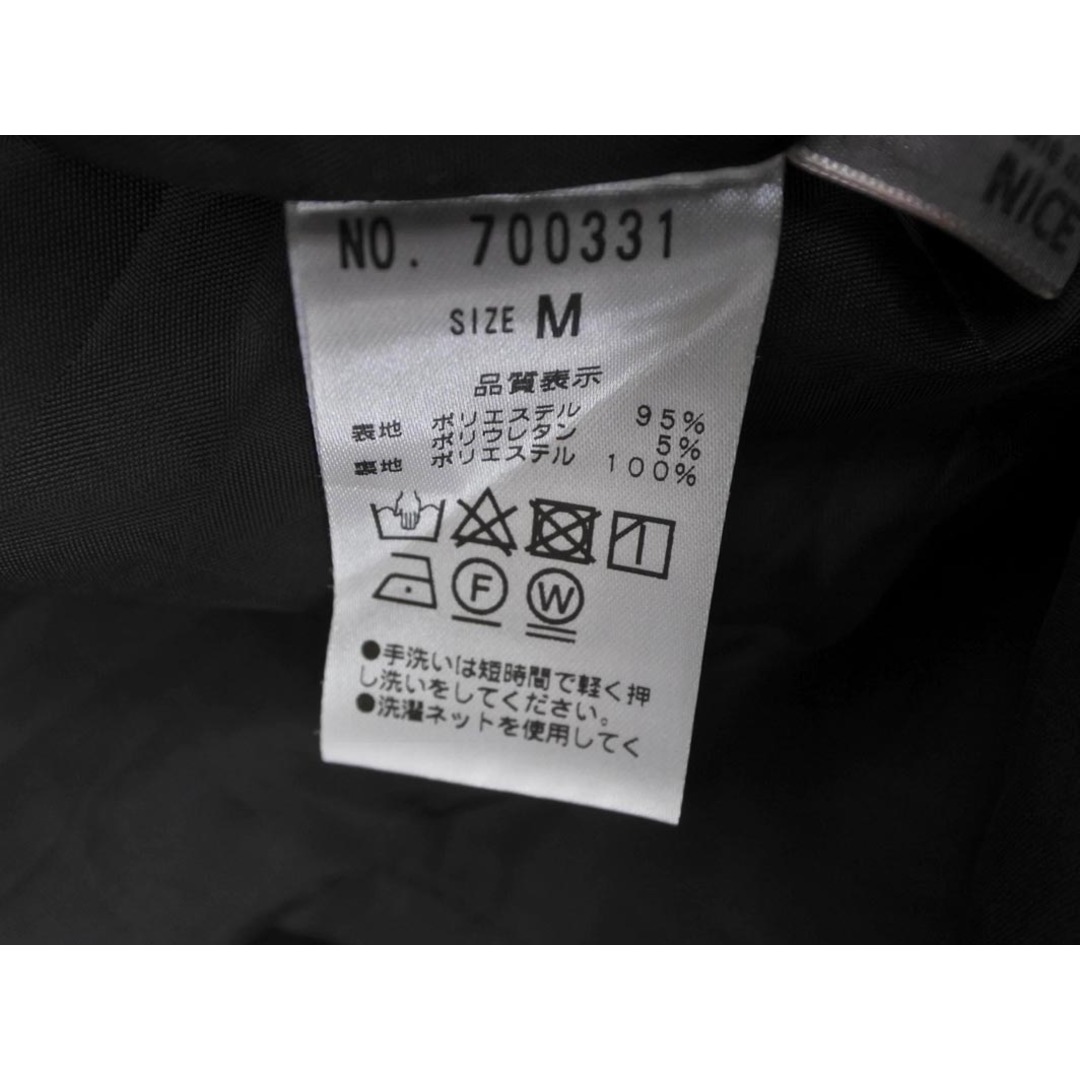 NO. 700331
SIZE M
品質表示
表地 ポリエステル 95%
ポリウレタン 5%
裏地 ポリエステル 100%
F W
●手洗いは短時間で軽く押
し洗いをしてください。
●洗濯ネットを使用してく
NICE